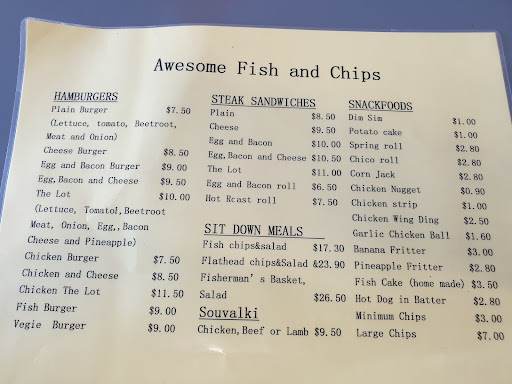 Awesome Fish and Chips
HAMBURGERS
Plain Burger $7.50
(Lettuce, tomato, Beetroot,
Meat and Onion)
Cheese Burger $8.50
Egg and Bacon Burger $9.00
Egg,Bacon and Cheese $9.50
The Lot $10.00
(Lettuce, Tomatol,Beetroot
Meat, Onion, Egg,,Bacon
Cheese and Pineapple)
Chicken Burger $7.50
Chicken and Cheese $8.50
Chicken The Lot $11.50
Fish Burger $9.00
Vegie Burger $9.00
STEAK SANDWICHES
Plain $8.50
Cheese $9.50
Egg and Bacon $10.00
Egg,Bacon and Cheese $10.50
The Lot $11.00
Egg and Bacon roll $6.50
Hot Roast roll $7.50
SIT DOWN MEALS
Fish chips&salad $17.30
Flathead chips&Salad &23.90
Fisherman's Basket,
Salad $26.50
Souvalki
Chicken,Beef or Lamb $9.50
SNACKFOODS
Dim Sim $1.00
Potato cake $1.00
Spring roll $2.80
Chico roll $2.80
Corn Jack $2.80
Chicken Nugget $0.90
Chicken strip $1.00
Chicken Wing Ding $2.50
Garlic Chicken Ball $1.60
Banana Fritter $3.00
Pineapple Fritter $2.80
Fish Cake (home made) $3.50
Hot Dog in Batter $2.80
Minimum Chips $3.00
Large Chips $7.00